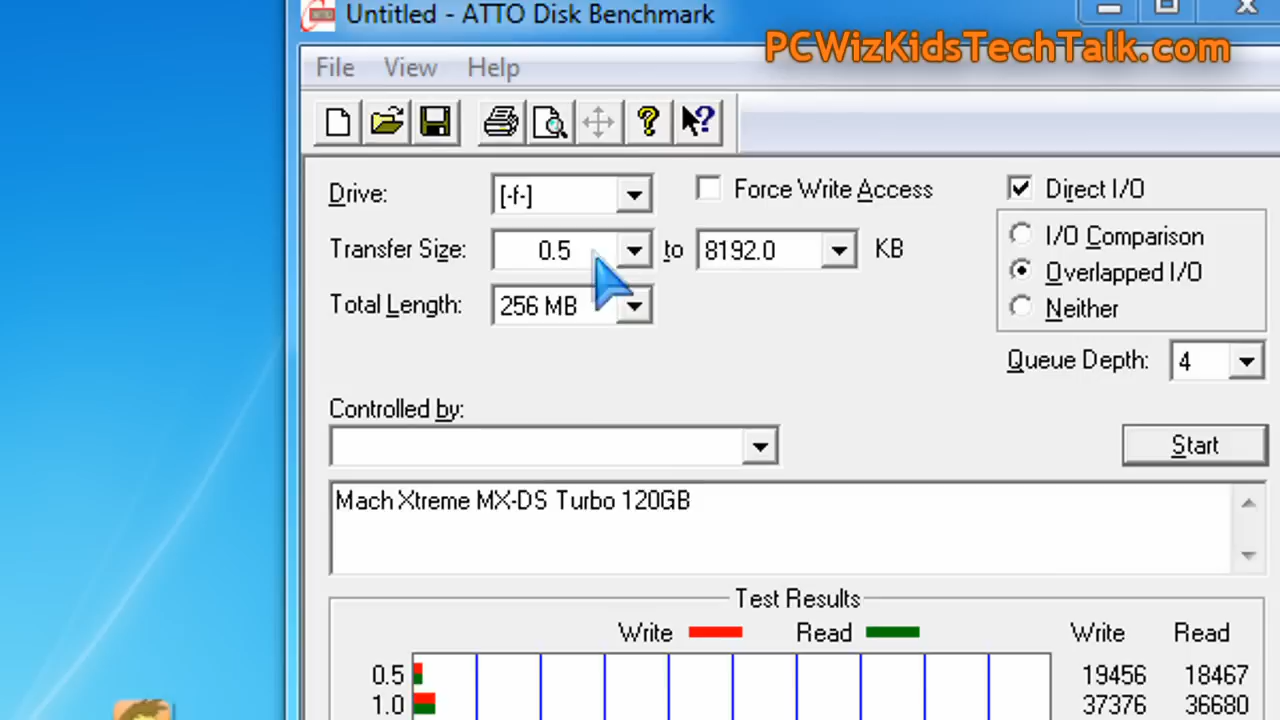 Untitled - ATTO Disk Benchmark
PCWizKidsTechTalk.com
File View Help
Drive: [-f-] Force Write Access Direct I/O
Transfer Size: 0.5 to 8192.0 KB I/O Comparison
Overlapped I/O
Total Length: 256 MB Neither
Queue Depth: 4
Controlled by:
Start
Mach Xtreme MX-DS Turbo 120GB
Test Results
Write Read Write Read
0.5 19456 18467
1.0 37376 36680